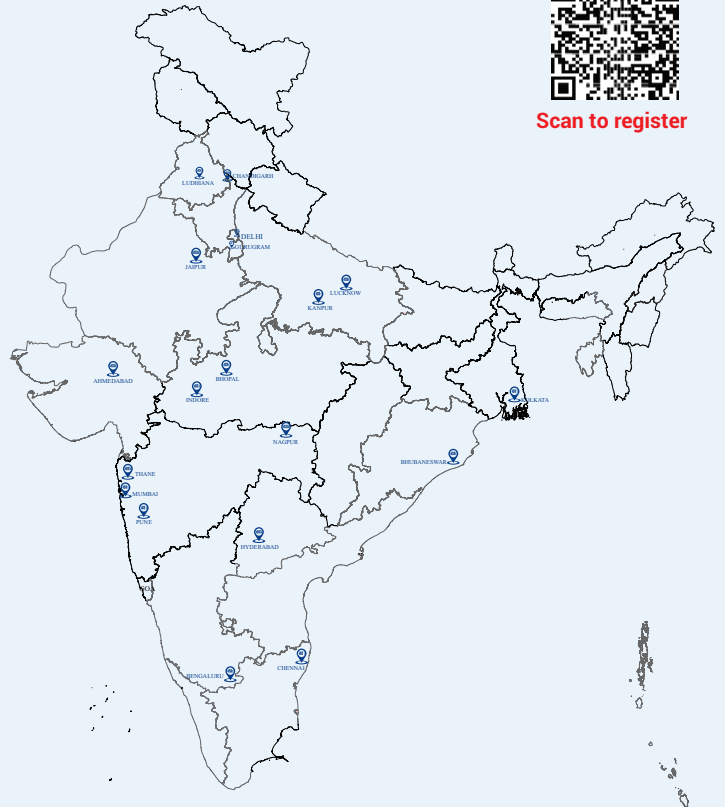 Scan to register
LUDHIANA
CHANDIGARH
DELHI
GURUGRAM
JAIPUR
LUCKNOW
KANPUR
AHMEDABAD
BHOPAL
INDORE
KOLKATA
NAGPUR
BHUBANESWAR
THANE
MUMBAI
PUNE
HYDERABAD
GOA
CHENNAI
BENGALURU